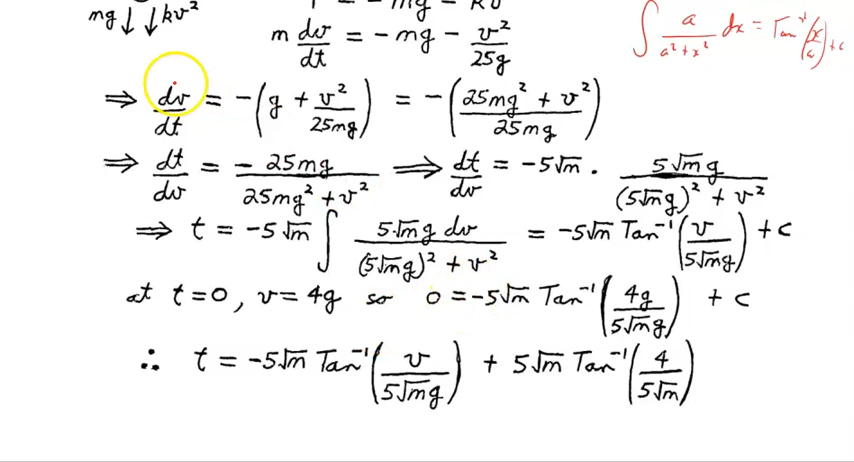 mg↓ ↓kv²
m dv/dt = −mg − v²/25g
∫ a/(a²+x²) dx = Tan⁻¹(x/a) + c
⇒ dv/dt = −(g + v²/25mg) = −((25mg² + v²)/25mg)
⇒ dt/dv = −25mg/(25mg² + v²) ⇒ dt/dv = −5√m · 5√m g/((5√m g)² + v²)
⇒ t = −5√m ∫ 5√m g dv/((5√m g)² + v²) = −5√m Tan⁻¹(v/(5√m g)) + c
at t=0, v=4g so 0 = −5√m Tan⁻¹(4g/(5√m g)) + c
∴ t = −5√m Tan⁻¹(v/(5√m g)) + 5√m Tan⁻¹(4/(5√m))